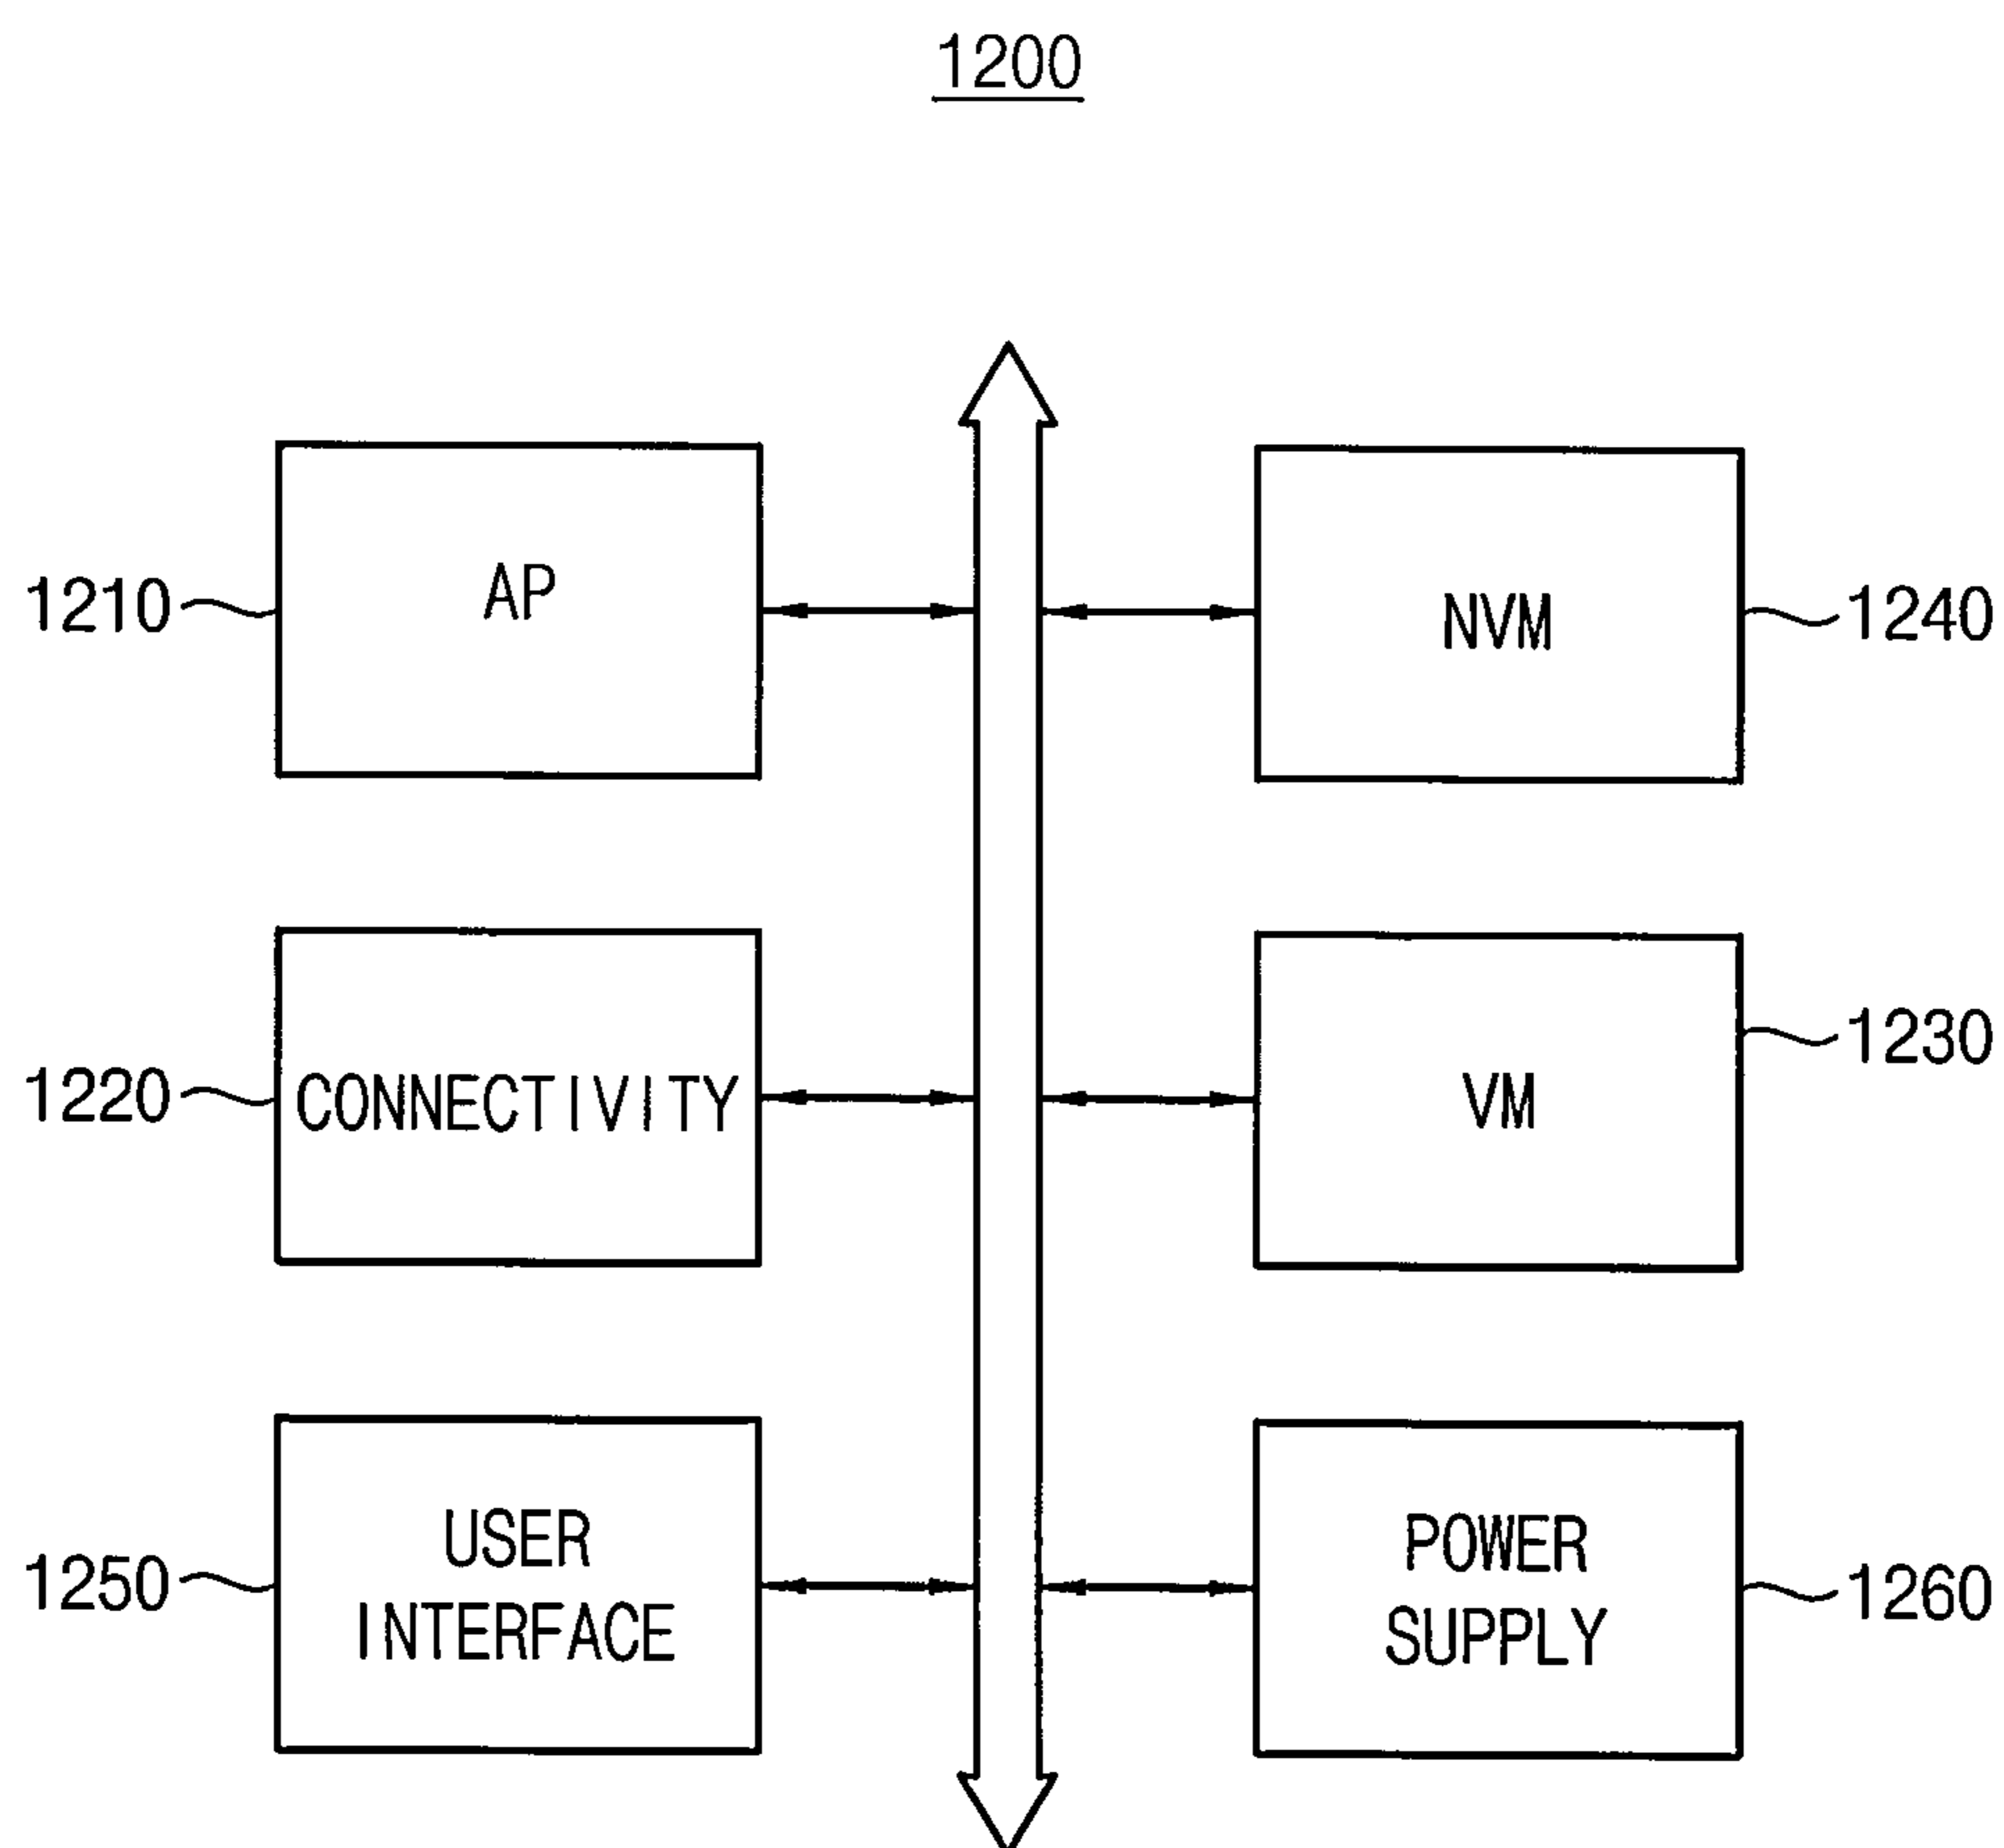 1200
1210
AP
NVM
1240
1220
CONNECTIVITY
VM
1230
1250
USER
INTERFACE
POWER
SUPPLY
1260